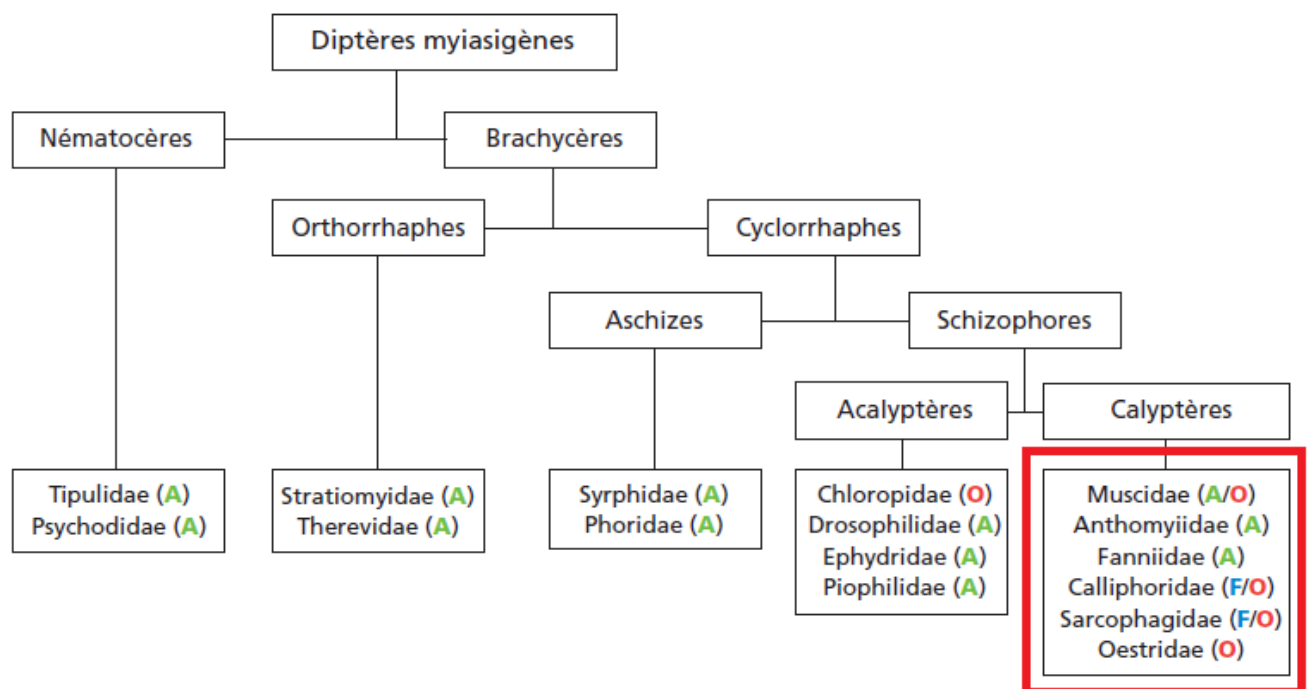 Diptères myiasigènes
Nématocères
Brachycères
Orthorrhaphes
Cyclorrhaphes
Aschizes
Schizophores
Acalyptères
Calyptères
Tipulidae (A)
Psychodidae (A)
Stratiomyidae (A)
Therevidae (A)
Syrphidae (A)
Phoridae (A)
Chloropidae (O)
Drosophilidae (A)
Ephydridae (A)
Piophilidae (A)
Muscidae (A/O)
Anthomyiidae (A)
Fanniidae (A)
Calliphoridae (F/O)
Sarcophagidae (F/O)
Oestridae (O)